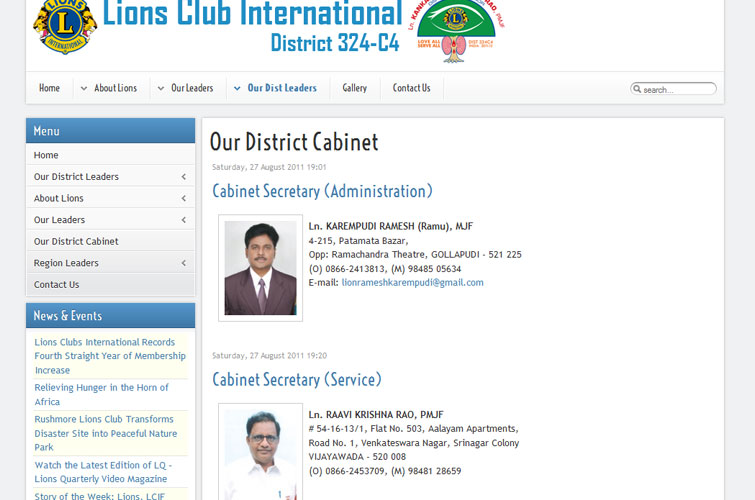 LIONS
L
INTERNATIONAL
Lions Club International
District 324-C4
RAO, PMJF
LOVE ALL
SERVE ALL
Home
About Lions
Our Leaders
Our Dist Leaders
Gallery
Contact Us
search...
Menu
Home
Our District Leaders
About Lions
Our Leaders
Our District Cabinet
Region Leaders
Contact Us
News & Events
Lions Clubs International Records
Fourth Straight Year of Membership
Increase
Relieving Hunger in the Horn of
Africa
Rushmore Lions Club Transforms
Disaster Site into Peaceful Nature
Park
Watch the Latest Edition of LQ -
Lions Quarterly Video Magazine
Story of the Week: Lions, LCIF
Our District Cabinet
Saturday, 27 August 2011 19:01
Cabinet Secretary (Administration)
Ln. KAREMPUDI RAMESH (Ramu), MJF
4-215, Patamata Bazar,
Opp: Ramachandra Theatre, GOLLAPUDI - 521 225
(O) 0866-2413813, (M) 98485 05634
E-mail: lionrameshkarempudi@gmail.com
Saturday, 27 August 2011 19:20
Cabinet Secretary (Service)
Ln. RAAVI KRISHNA RAO, PMJF
# 54-16-13/1, Flat No. 503, Aalayam Apartments,
Road No. 1, Venkateswara Nagar, Srinagar Colony
VIJAYAWADA - 520 008
(O) 0866-2453709, (M) 98481 28659